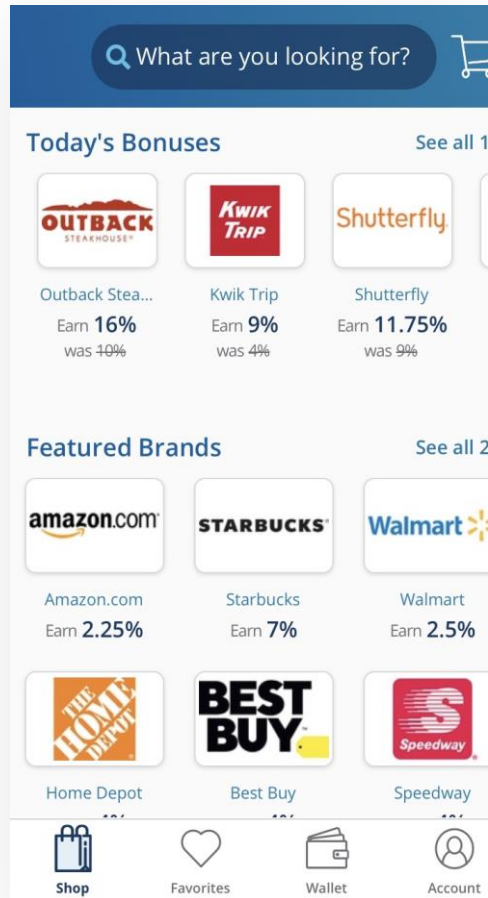 What are you looking for?
Today's Bonuses
See all 1
OUTBACK
STEAKHOUSE
KWIK
TRIP
Shutterfly
Outback Stea...
Kwik Trip
Shutterfly
Earn 16%
Earn 9%
Earn 11.75%
was 10%
was 4%
was 9%
Featured Brands
See all 2
amazon.com
STARBUCKS
Walmart
Amazon.com
Starbucks
Walmart
Earn 2.25%
Earn 7%
Earn 2.5%
THE
HOME
DEPOT
BEST
BUY
Speedway
Home Depot
Best Buy
Speedway
Shop
Favorites
Wallet
Account